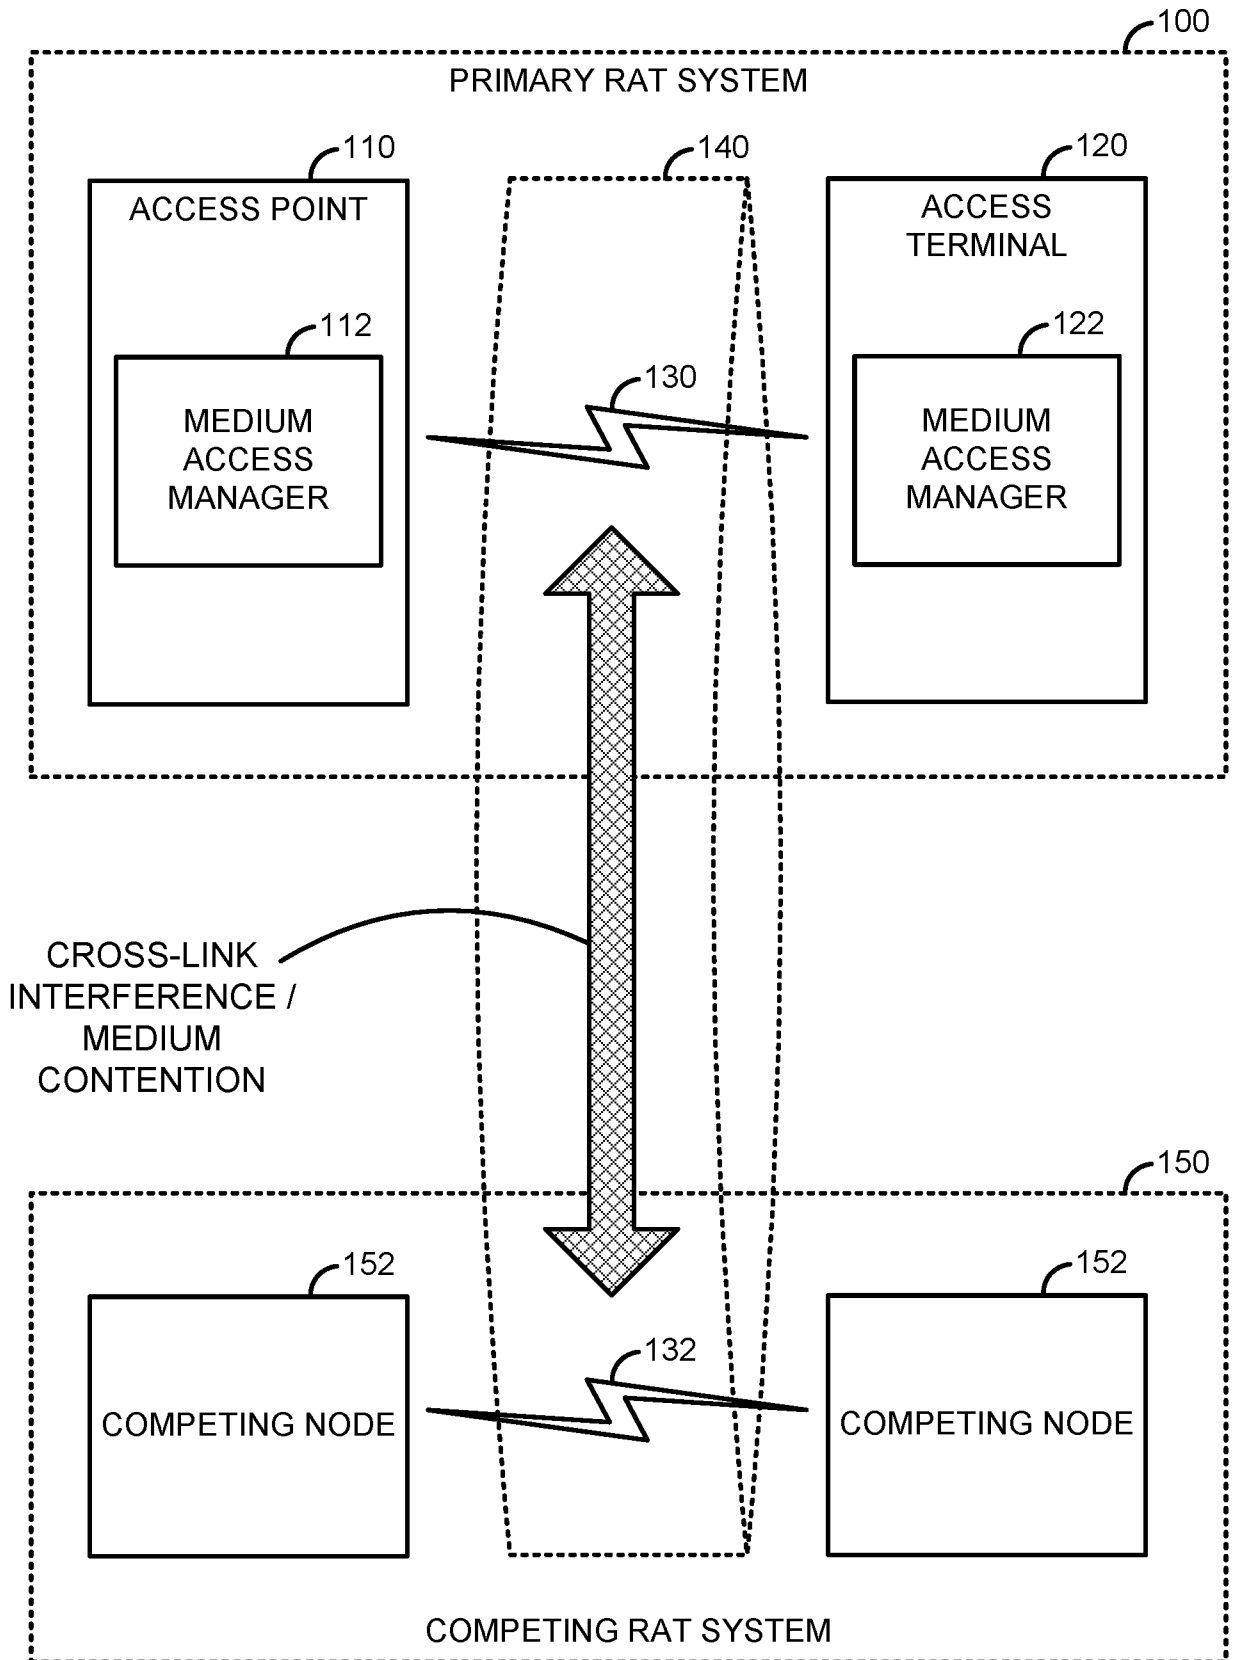 100
PRIMARY RAT SYSTEM
110
140
120
ACCESS POINT
ACCESS
TERMINAL
112
122
130
MEDIUM
ACCESS
MANAGER
MEDIUM
ACCESS
MANAGER
CROSS-LINK
INTERFERENCE /
MEDIUM
CONTENTION
150
152
152
132
COMPETING NODE
COMPETING NODE
COMPETING RAT SYSTEM